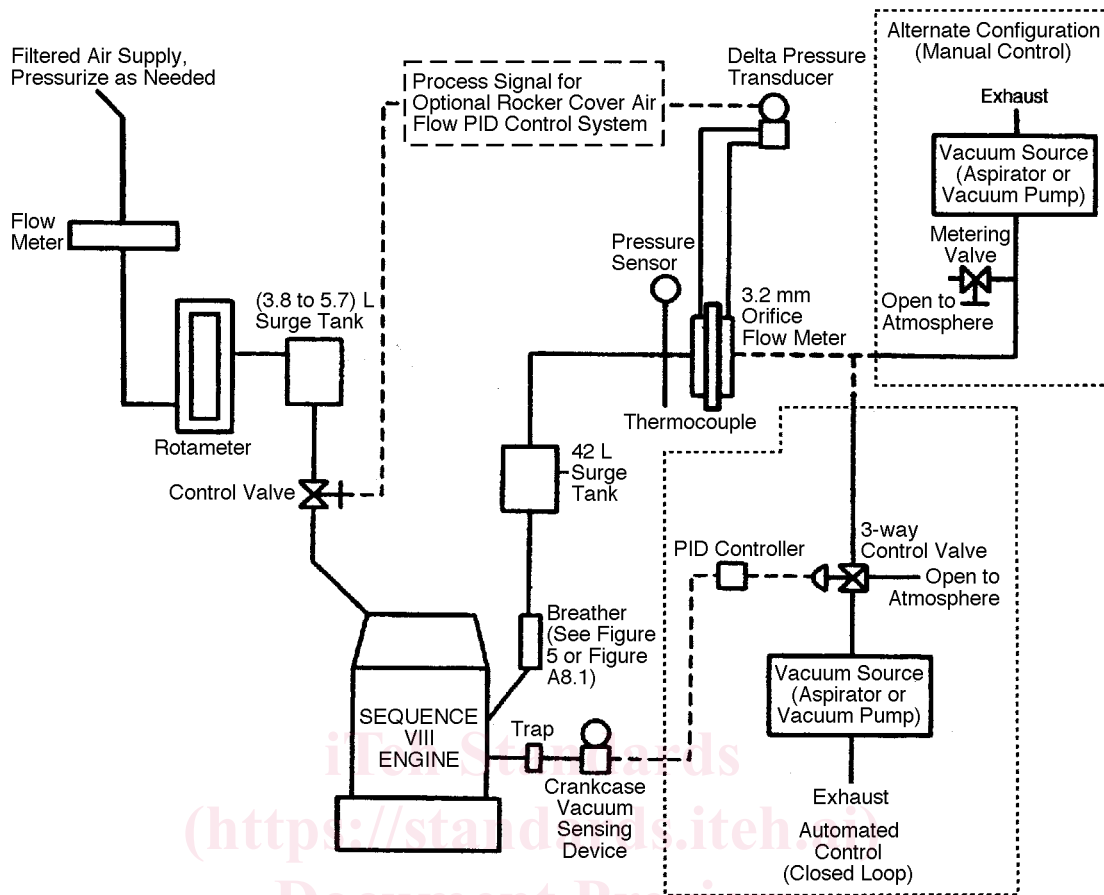 Filtered Air Supply,
Pressurize as Needed
Process Signal for
Optional Rocker Cover Air
Flow PID Control System
Delta Pressure
Transducer
Alternate Configuration
(Manual Control)
Exhaust
Vacuum Source
(Aspirator or
Vacuum Pump)
Metering
Valve
Open to
Atmosphere
Flow
Meter
Pressure
Sensor
(3.8 to 5.7) L
Surge Tank
3.2 mm
Orifice
Flow Meter
Rotameter
Thermocouple
42 L
Surge
Tank
Control Valve
PID Controller
3-way
Control Valve
Open to
Atmosphere
Breather
(See Figure
5 or Figure
A8.1)
Vacuum Source
(Aspirator or
Vacuum Pump)
SEQUENCE
VIII
ENGINE
Trap
Crankcase
Vacuum
Sensing
Device
Exhaust
Automated
Control
(Closed Loop)
iTeh Standards
(https://standards.iteh.ai)